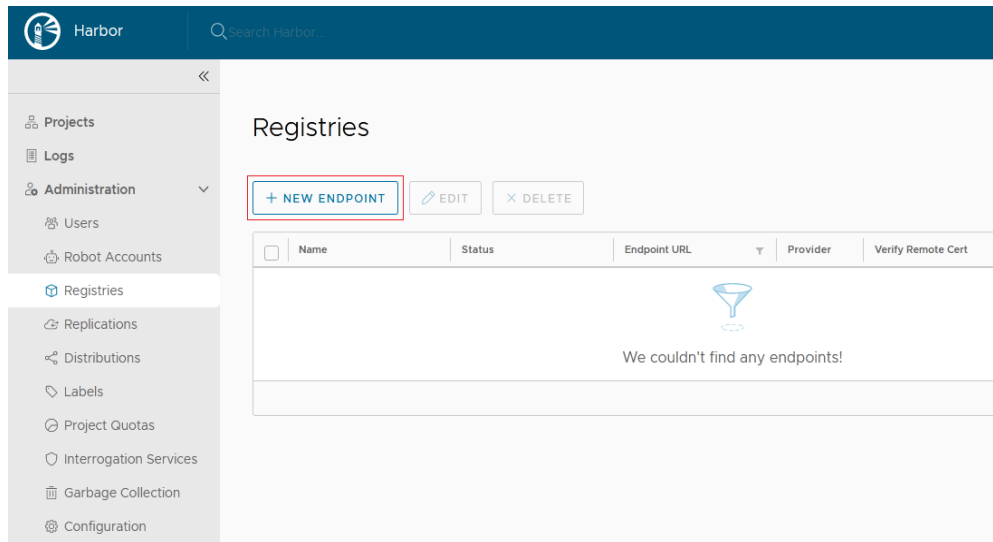 Harbor
Search Harbor...
Projects
Logs
Administration
Users
Robot Accounts
Registries
Replications
Distributions
Labels
Project Quotas
Interrogation Services
Garbage Collection
Configuration
Registries
+ NEW ENDPOINT
EDIT
DELETE
Name Status Endpoint URL Provider Verify Remote Cert
We couldn't find any endpoints!